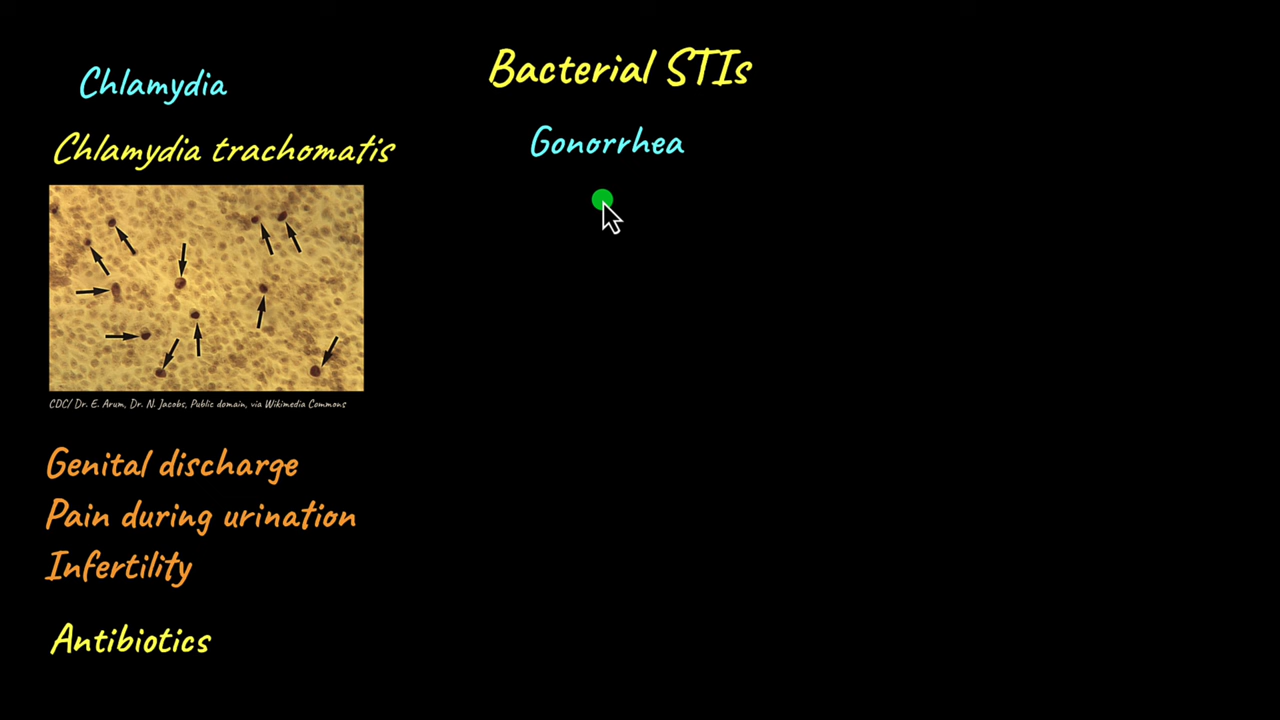 Bacterial STIs
Chlamydia
Chlamydia trachomatis
CDC/ Dr. E. Arum, Dr. N. Jacobs, Public domain, via Wikimedia Commons
Genital discharge
Pain during urination
Infertility
Antibiotics
Gonorrhea